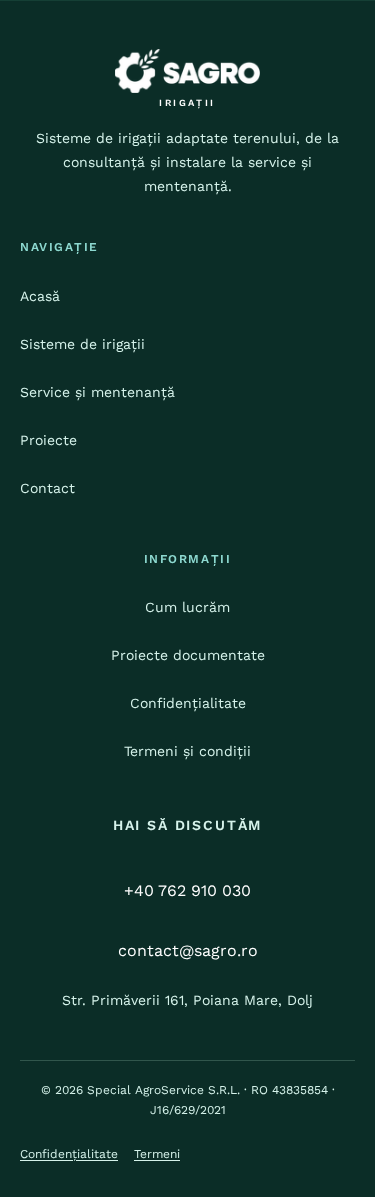 SAGRO
IRIGAȚII
Sisteme de irigații adaptate terenului, de la
consultanță și instalare la service și
mentenanță.
NAVIGAȚIE
Acasă
Sisteme de irigații
Service și mentenanță
Proiecte
Contact
INFORMAȚII
Cum lucrăm
Proiecte documentate
Confidențialitate
Termeni și condiții
HAI SĂ DISCUTĂM
+40 762 910 030
contact@sagro.ro
Str. Primăverii 161, Poiana Mare, Dolj
© 2026 Special AgroService S.R.L. · RO 43835854 ·
J16/629/2021
Confidențialitate Termeni